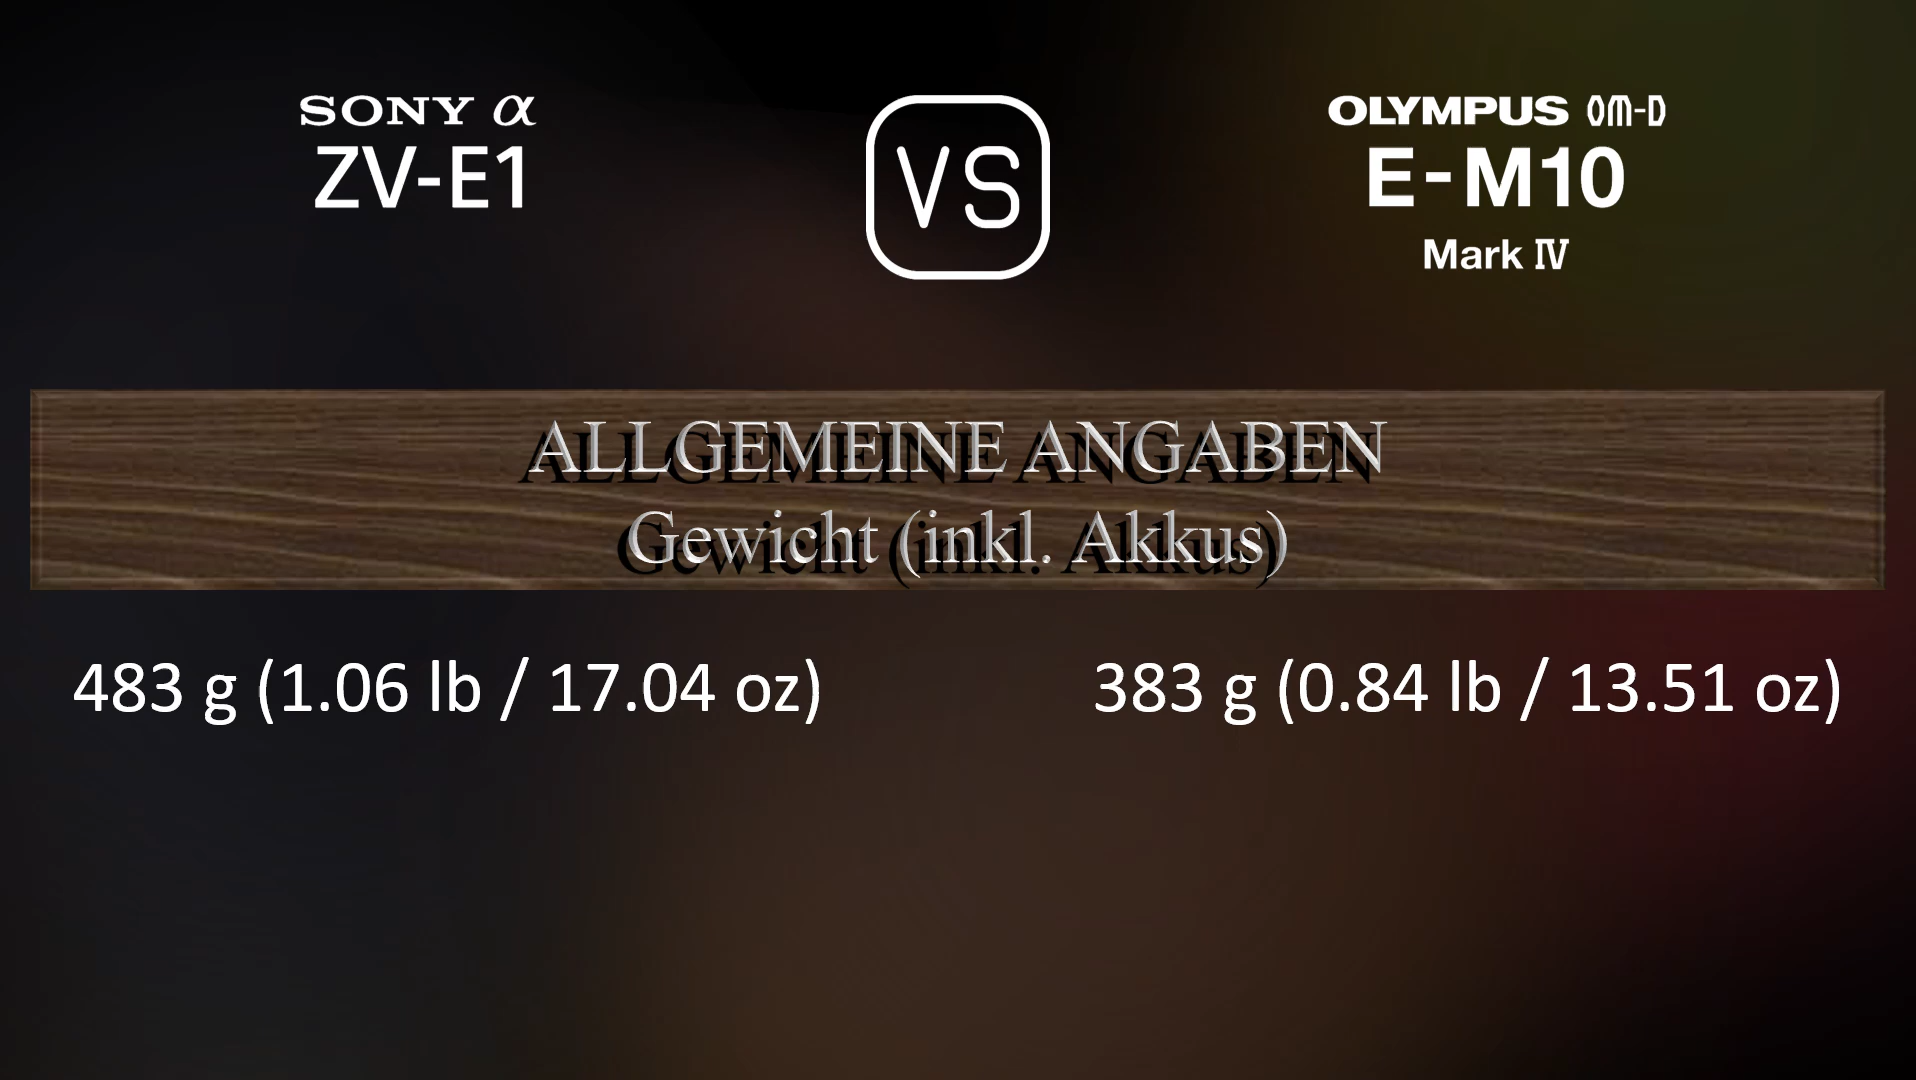 SONY α
ZV-E1
VS
OLYMPUS OM-D
E-M10
Mark IV
ALLGEMEINE ANGABEN
Gewicht (inkl. Akkus)
483 g (1.06 lb / 17.04 oz)
383 g (0.84 lb / 13.51 oz)